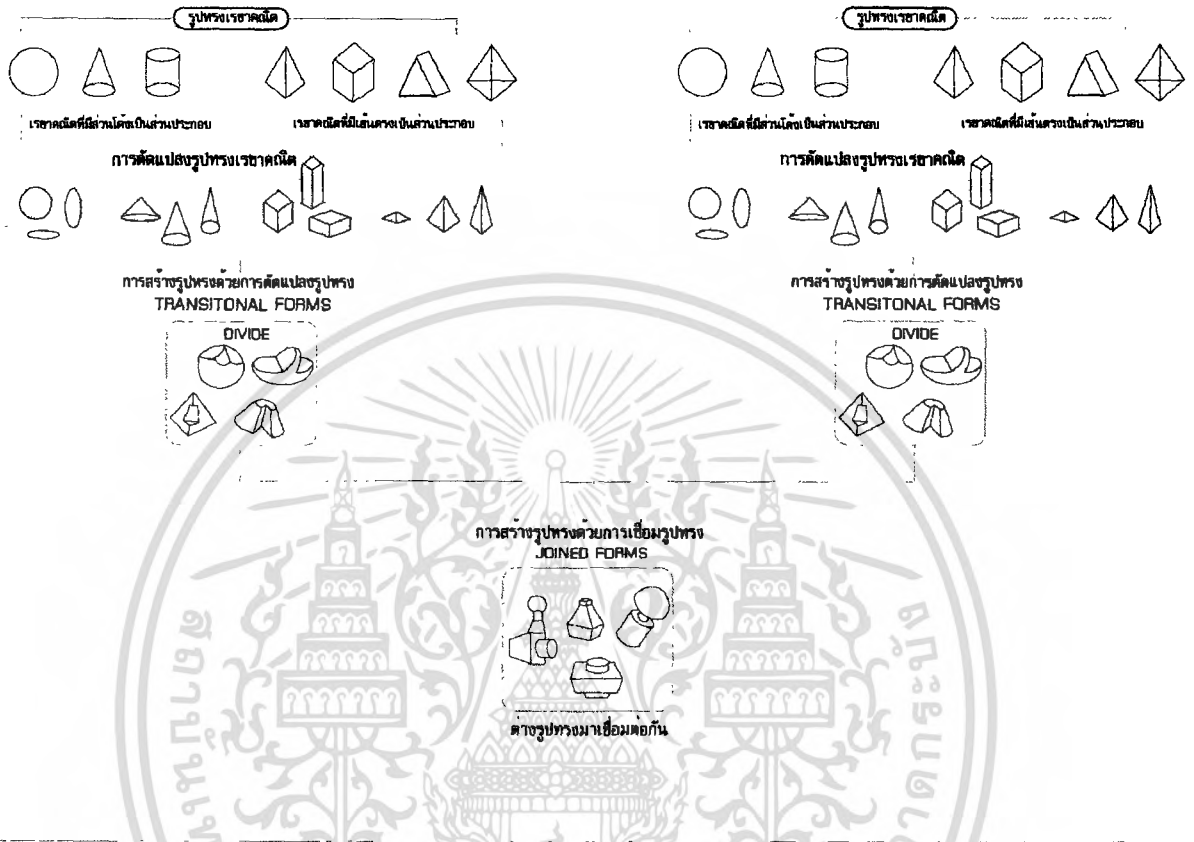 รูปทรงเรขาคณิต
เรขาคณิตที่มีส่วนโค้งเป็นส่วนประกอบ
เรขาคณิตที่มีเส้นตรงเป็นส่วนประกอบ
การดัดแปลงรูปทรงเรขาคณิต
การสร้างรูปทรงด้วยการดัดแปลงรูปทรง
TRANSITONAL FORMS
DIVIDE
รูปทรงเรขาคณิต
เรขาคณิตที่มีส่วนโค้งเป็นส่วนประกอบ
เรขาคณิตที่มีเส้นตรงเป็นส่วนประกอบ
การดัดแปลงรูปทรงเรขาคณิต
การสร้างรูปทรงด้วยการดัดแปลงรูปทรง
TRANSITONAL FORMS
DIVIDE
การสร้างรูปทรงด้วยการเชื่อมรูปทรง
JOINED FORMS
ต่างรูปทรงมาเชื่อมต่อกัน